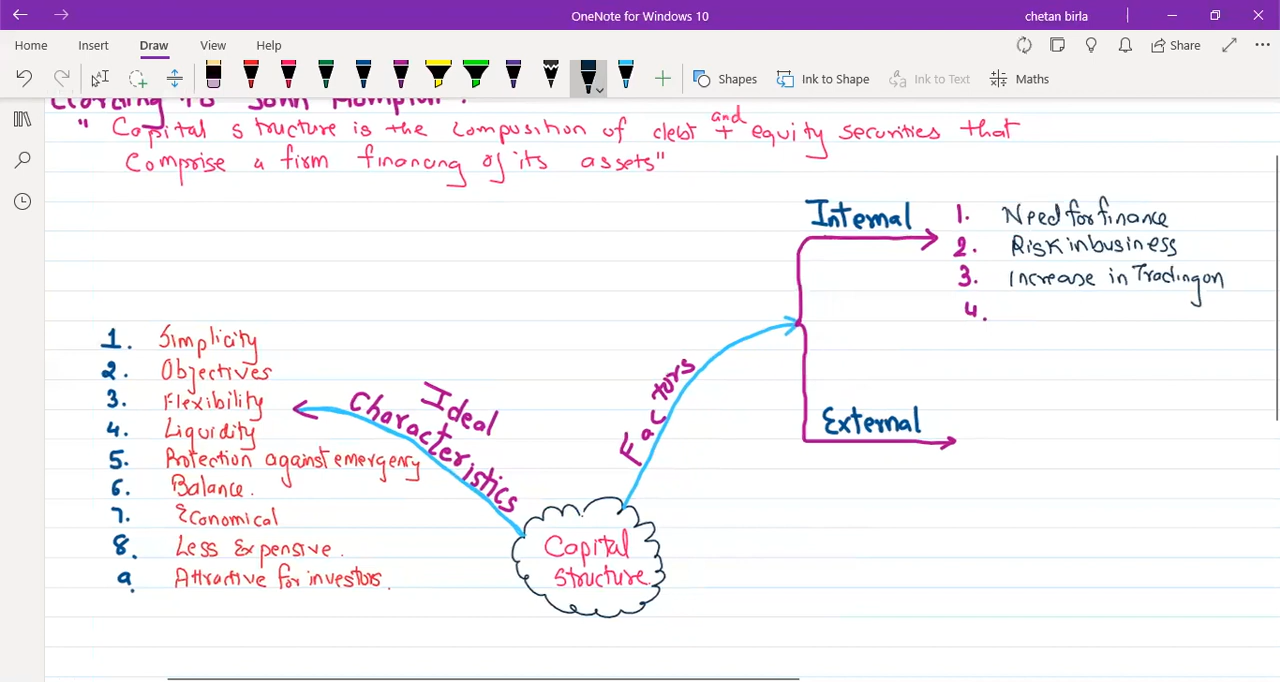 OneNote for Windows 10
chetan birla
Home Insert Draw View Help
Share
Shapes Ink to Shape Ink to Text Maths
" Capital structure is the composition of debt and + equity securities that
comprise a firm financing of its assets"
Internal
1. Need for finance
2. Risk in business
3. Increase in Trading on
4.
External
Factors
Ideal
Characteristics
1. Simplicity
2. Objectives
3. Flexibility
4. Liquidity
5. Protection against emergency
6. Balance.
7. Economical
8. Less Expensive.
9. Attractive for investors.
Capital
structure.